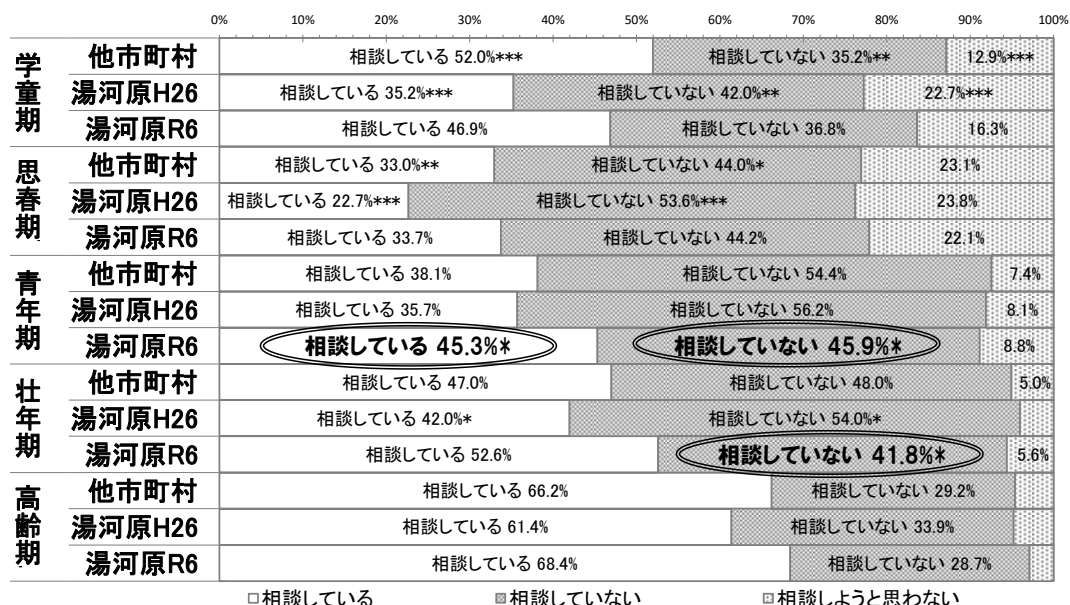 0% 10% 20% 30% 40% 50% 60% 70% 80% 90% 100%
学童期
他市町村 相談している 52.0%*** 相談していない 35.2%** 12.9%***
湯河原H26 相談している 35.2%*** 相談していない 42.0%** 22.7%***
湯河原R6 相談している 46.9% 相談していない 36.8% 16.3%
思春期
他市町村 相談している 33.0%** 相談していない 44.0%* 23.1%
湯河原H26 相談している 22.7%*** 相談していない 53.6%*** 23.8%
湯河原R6 相談している 33.7% 相談していない 44.2% 22.1%
青年期
他市町村 相談している 38.1% 相談していない 54.4% 7.4%
湯河原H26 相談している 35.7% 相談していない 56.2% 8.1%
湯河原R6 相談している 45.3%* 相談していない 45.9%* 8.8%
壮年期
他市町村 相談している 47.0% 相談していない 48.0% 5.0%
湯河原H26 相談している 42.0%* 相談していない 54.0%*
湯河原R6 相談している 52.6% 相談していない 41.8%* 5.6%
高齢期
他市町村 相談している 66.2% 相談していない 29.2%
湯河原H26 相談している 61.4% 相談していない 33.9%
湯河原R6 相談している 68.4% 相談していない 28.7%
相談している 相談していない 相談しようと思わない